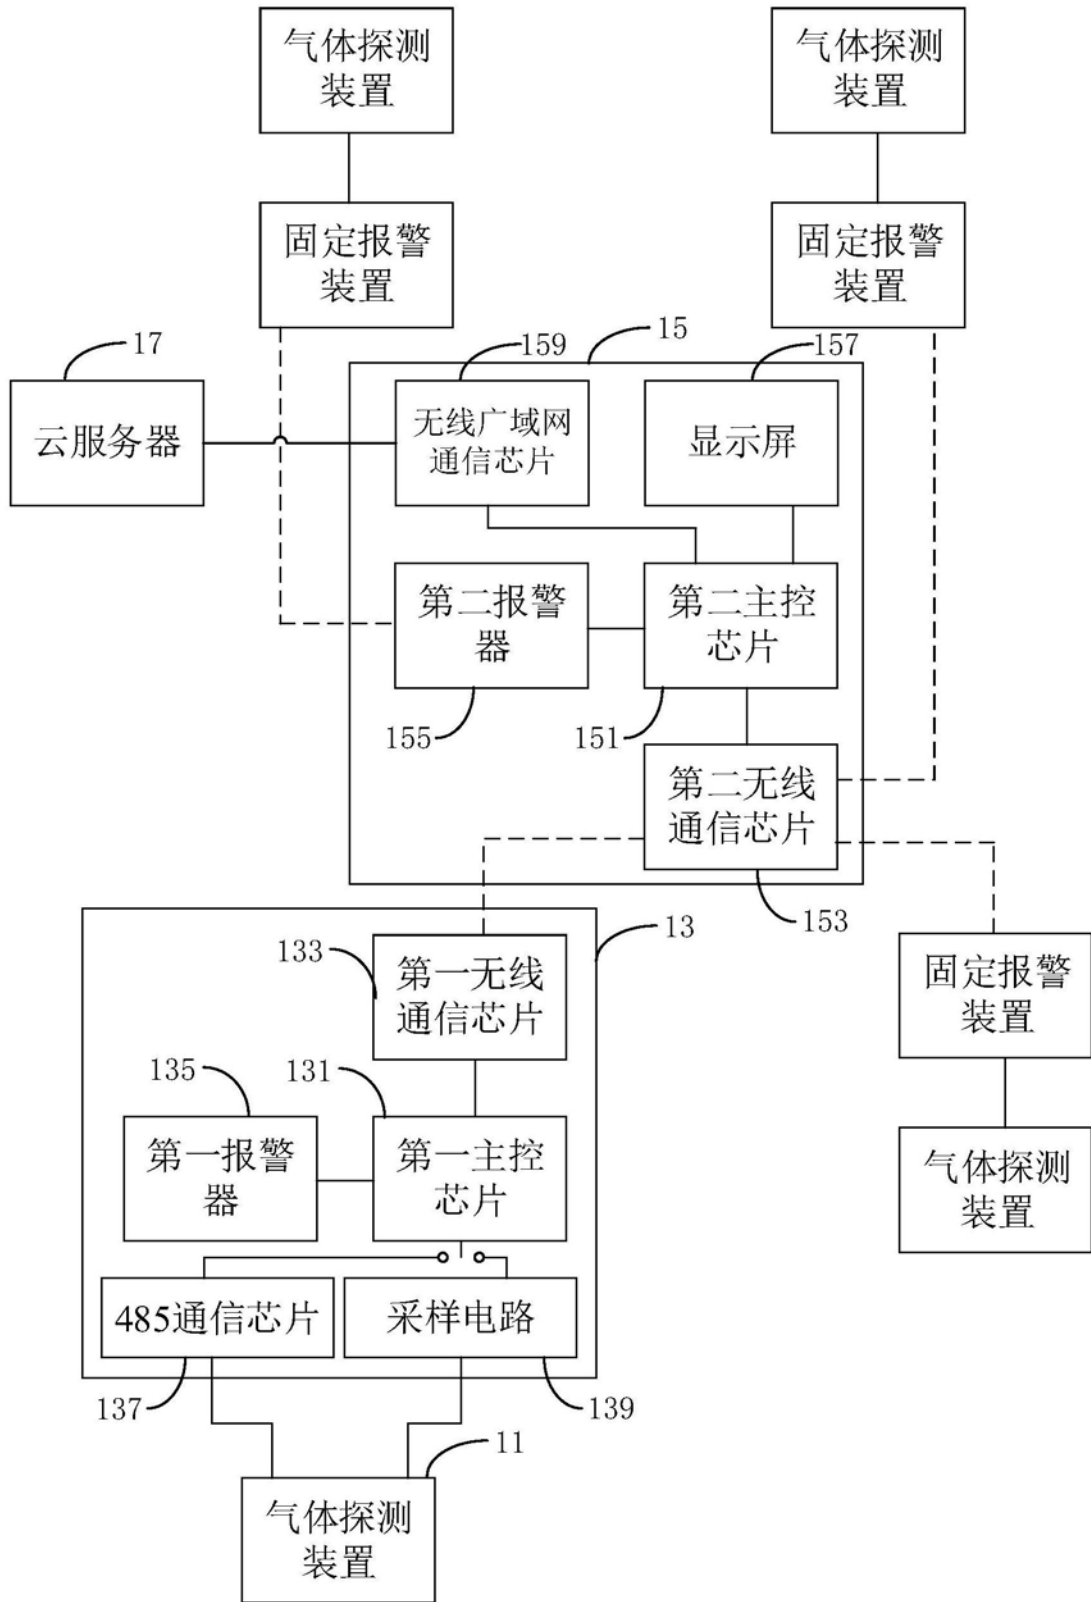 气体探测
装置
气体探测
装置
固定报警
装置
固定报警
装置
17
159
15
157
云服务器
无线广域网
通信芯片
显示屏
第二报警
器
第二主控
芯片
155
151
第二无线
通信芯片
153
13
133
第一无线
通信芯片
固定报警
装置
135
131
第一报警
器
第一主控
芯片
气体探测
装置
485通信芯片
采样电路
137
139
11
气体探测
装置